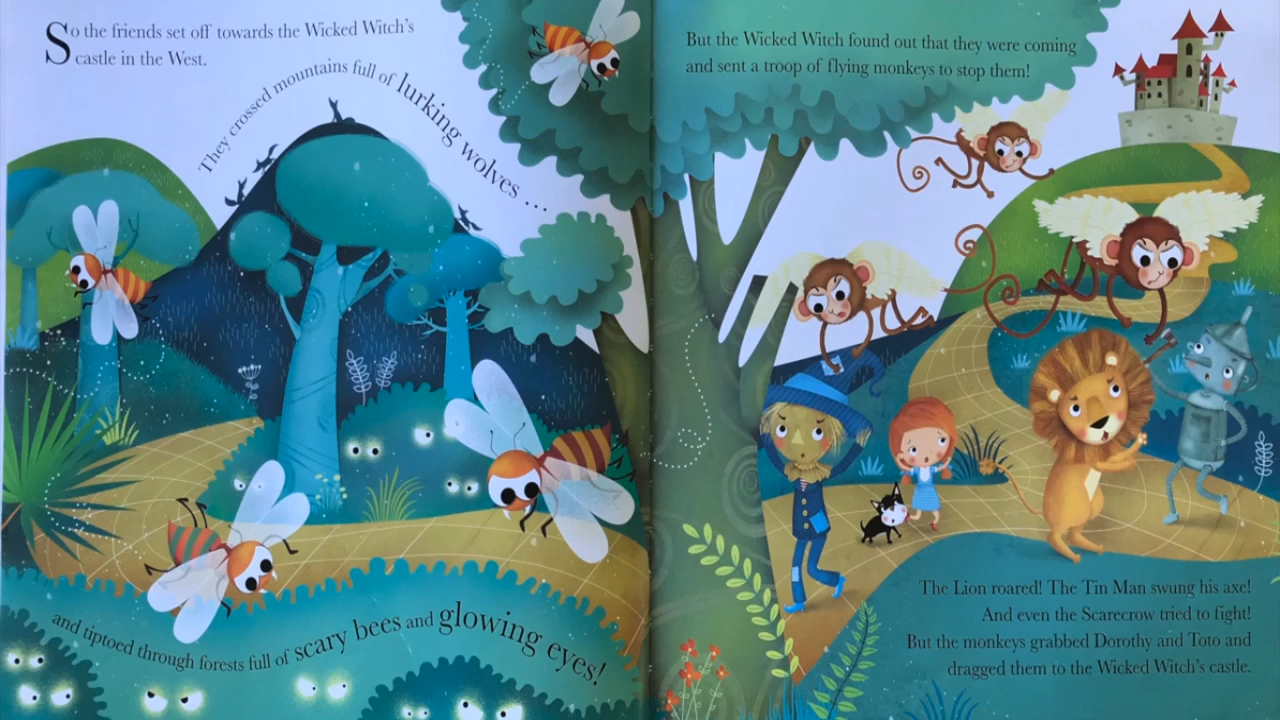 So the friends set off towards the Wicked Witch's
castle in the West.
They crossed mountains full of lurking wolves ...
and tiptoed through forests full of scary bees and glowing eyes!
But the Wicked Witch found out that they were coming
and sent a troop of flying monkeys to stop them!
The Lion roared! The Tin Man swung his axe!
And even the Scarecrow tried to fight!
But the monkeys grabbed Dorothy and Toto and
dragged them to the Wicked Witch's castle.